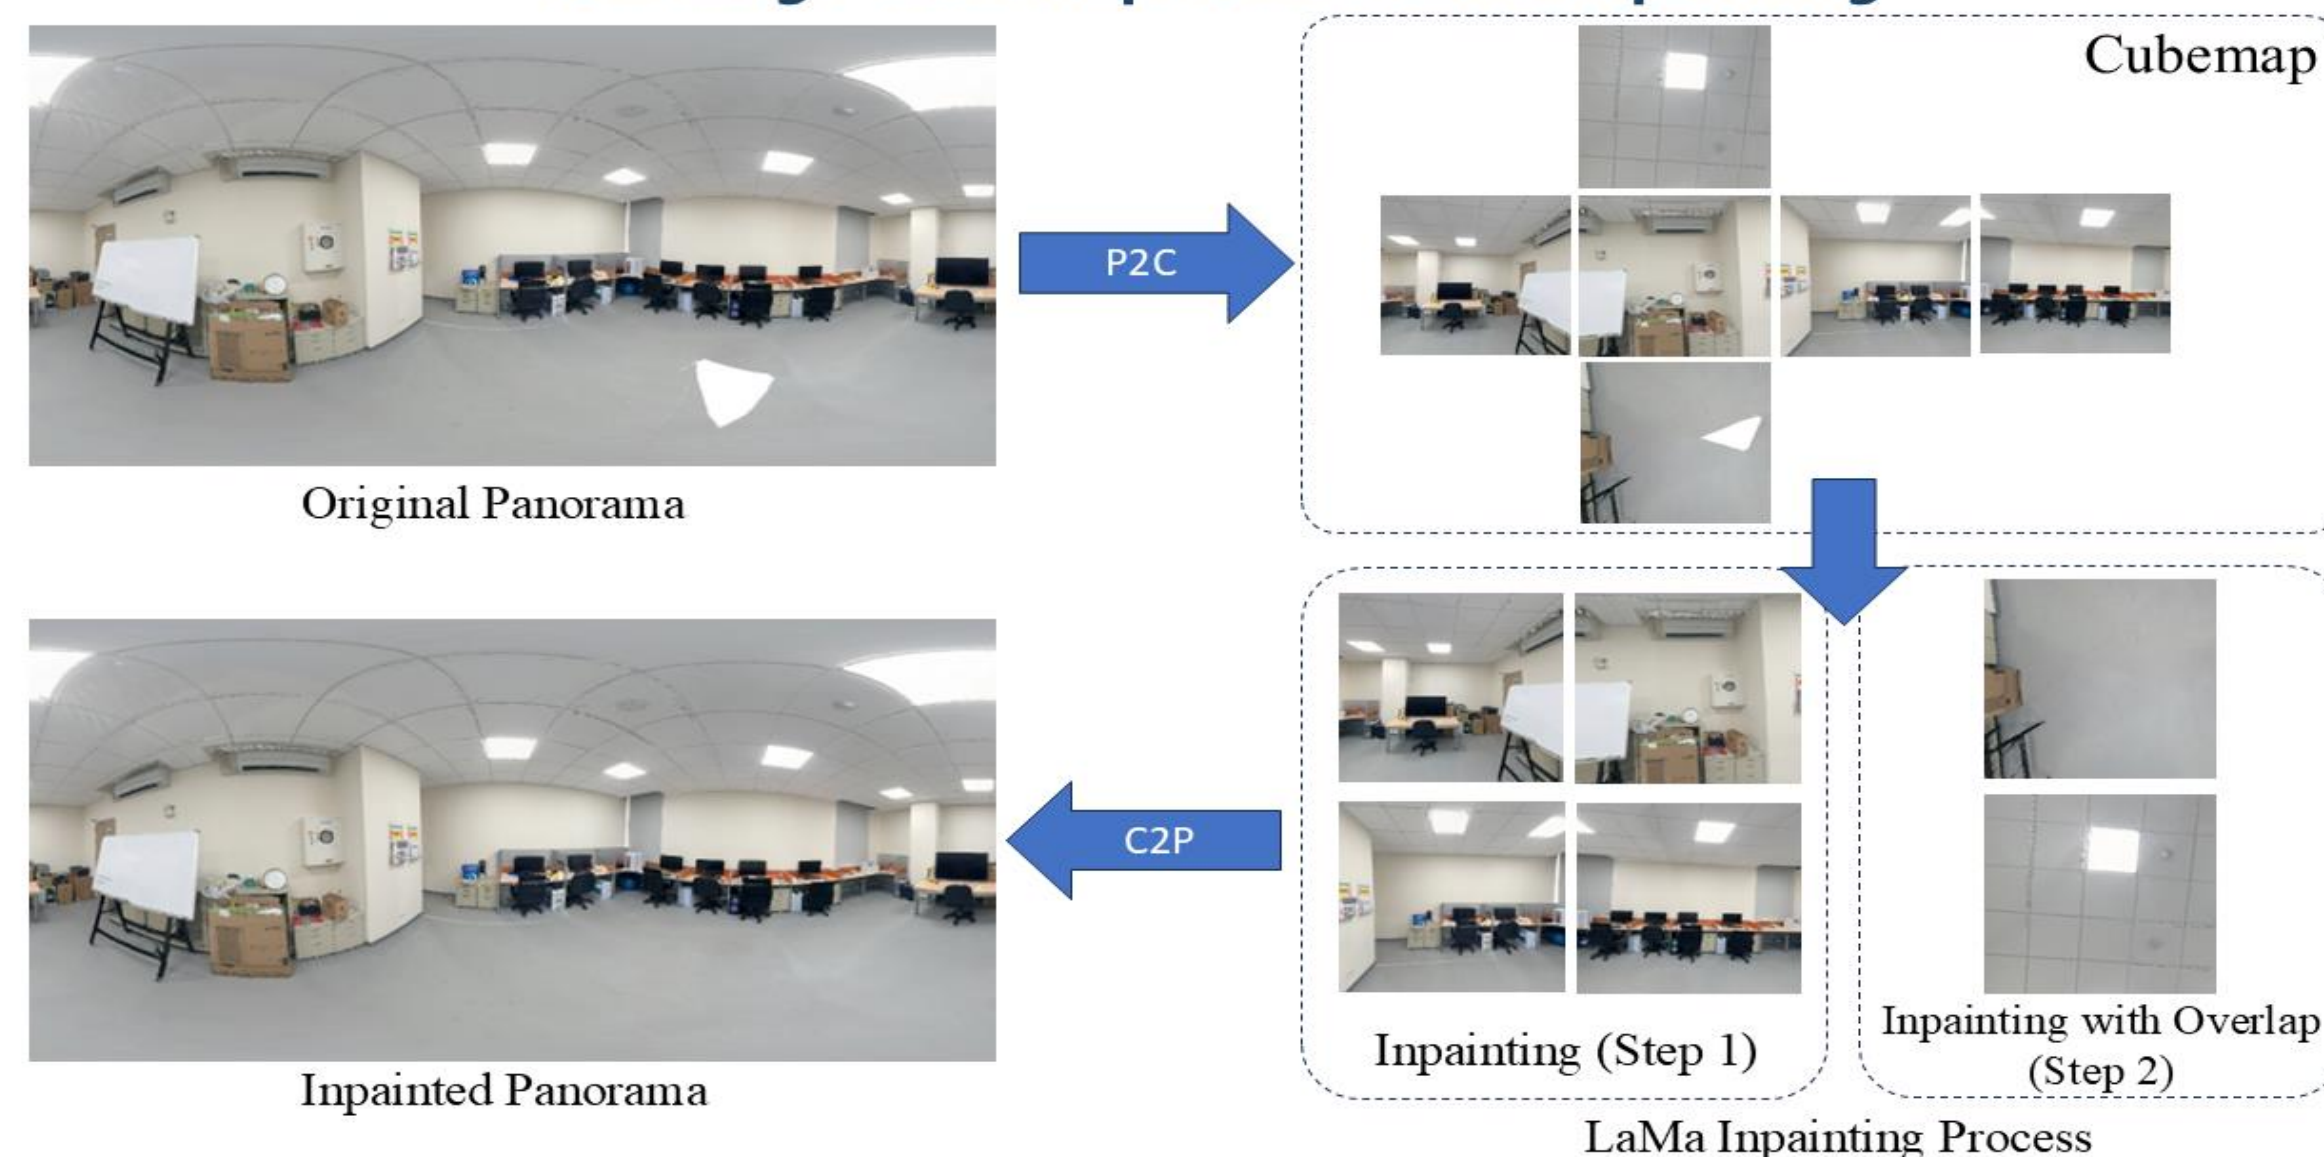 Cubemap
P2C
Original Panorama
C2P
Inpainting (Step 1)
Inpainting with Overlap
(Step 2)
Inpainted Panorama
LaMa Inpainting Process